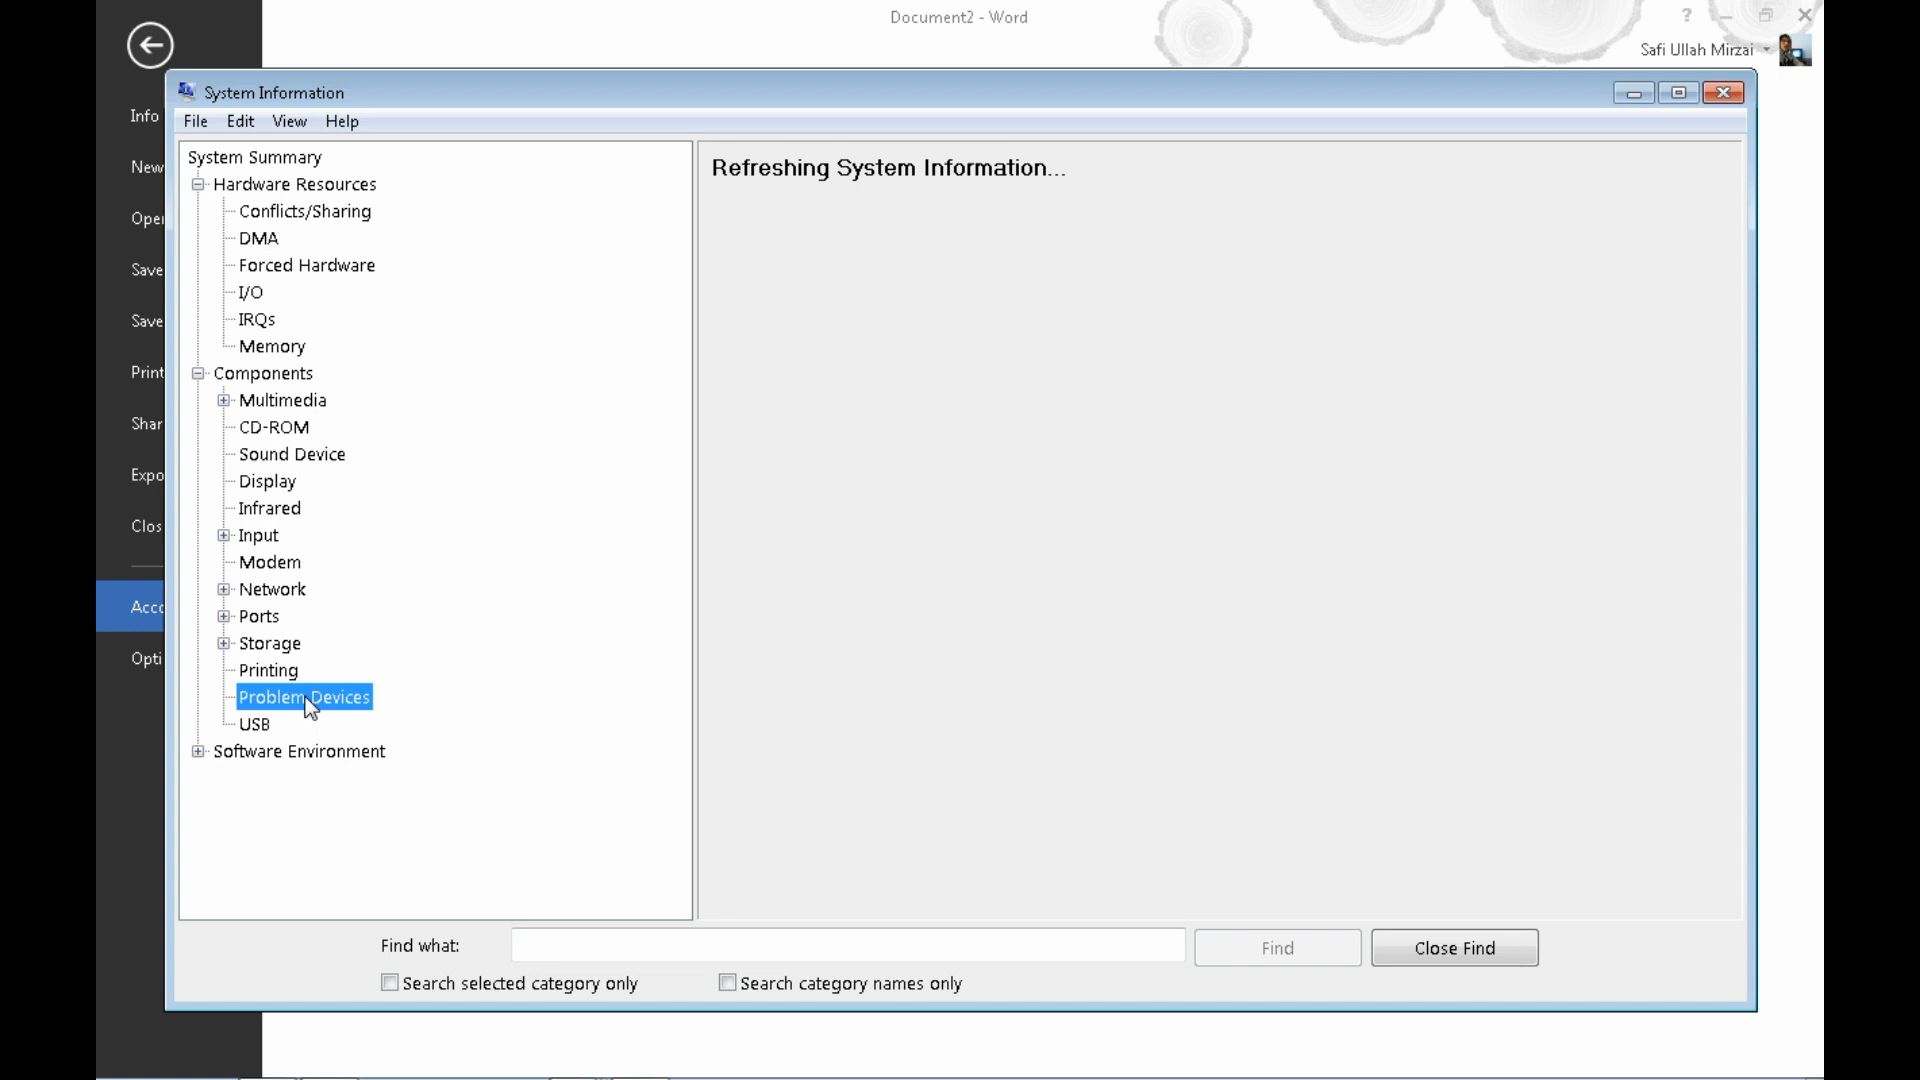 Document2 - Word
?
Safi Ullah Mirzai
Info
New
Open
Save
Save
Print
Shar
Expo
Clos
Acco
Opti
System Information
File Edit View Help
System Summary
Hardware Resources
Conflicts/Sharing
DMA
Forced Hardware
I/O
IRQs
Memory
Components
Multimedia
CD-ROM
Sound Device
Display
Infrared
Input
Modem
Network
Ports
Storage
Printing
Problem Devices
USB
Software Environment
Refreshing System Information...
Find what:
Find
Close Find
Search selected category only
Search category names only